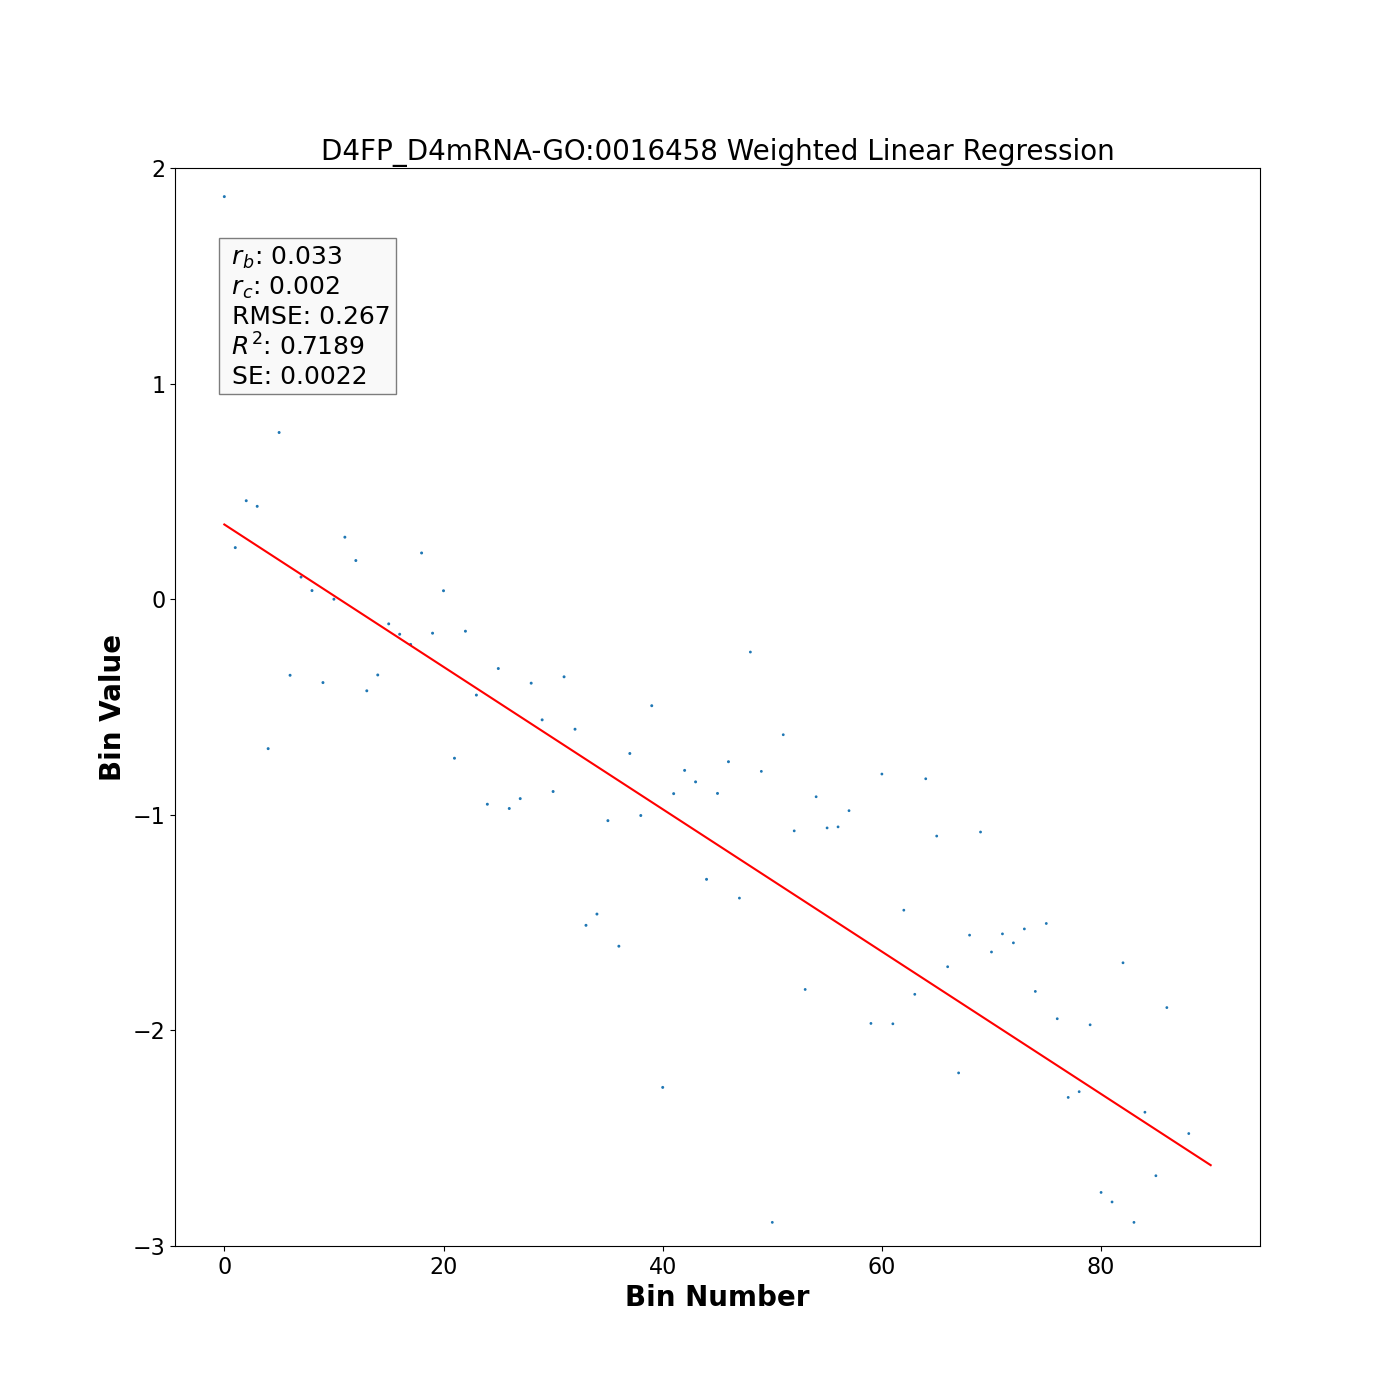 D4FP_D4mRNA-GO:0016458 Weighted Linear Regression
2
r_b: 0.033
r_c: 0.002
RMSE: 0.267
R^2: 0.7189
SE: 0.0022
1
0
−1
−2
−3
Bin Value
0 20 40 60 80
Bin Number